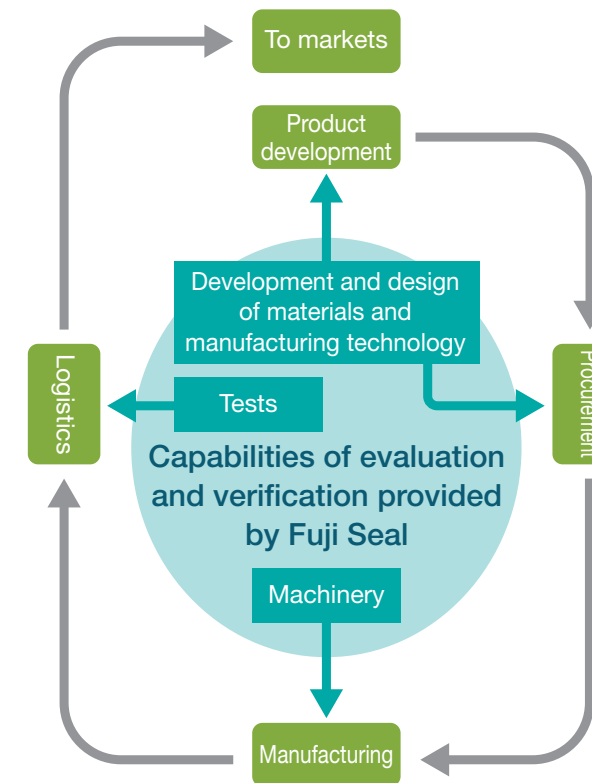 To markets
Product
development
Development and design
of materials and
manufacturing technology
Logistics
Procurement
Tests
Capabilities of evaluation
and verification provided
by Fuji Seal
Machinery
Manufacturing